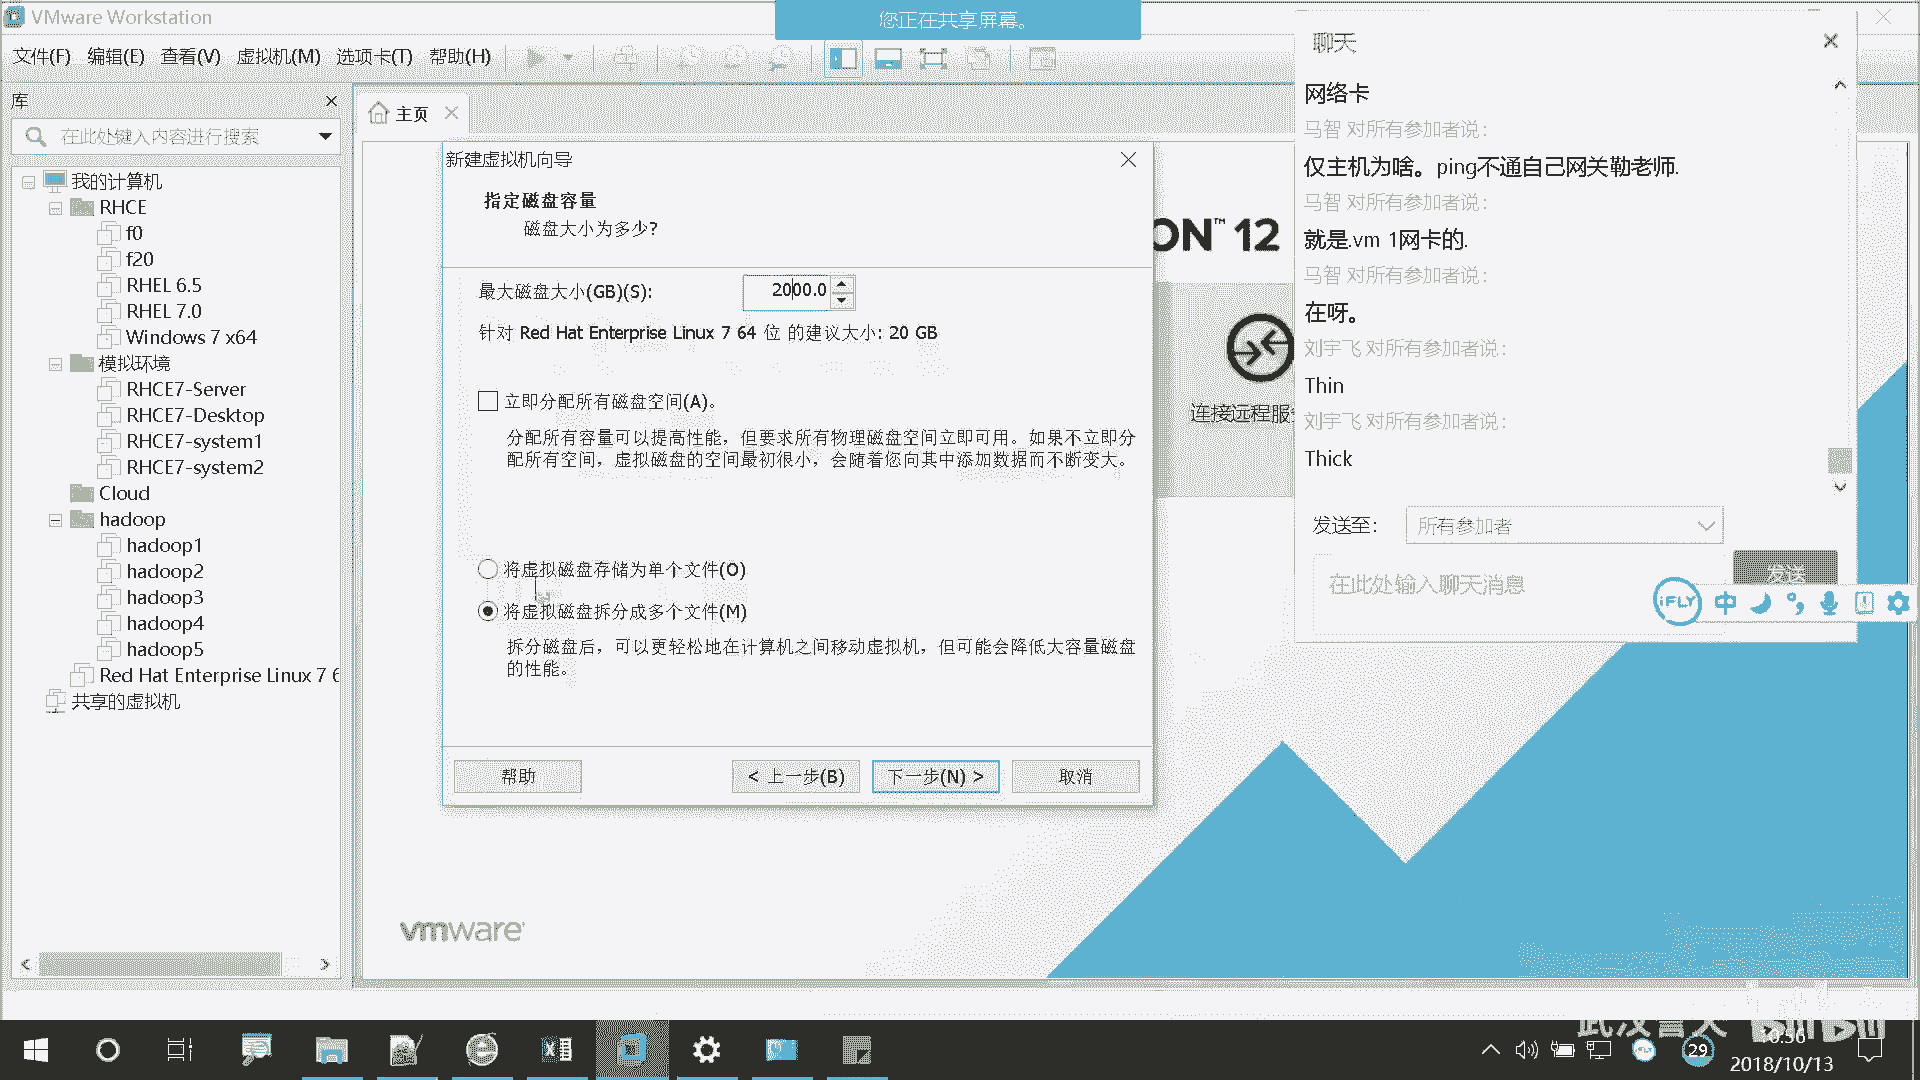 VMware Workstation
您正在共享屏幕。
文件(F) 编辑(E) 查看(V) 虚拟机(M) 选项卡(T) 帮助(H)
库
在此处键入内容进行搜索
我的计算机
RHCE
f0
f20
RHEL 6.5
RHEL 7.0
Windows 7 x64
模拟环境
RHCE7-Server
RHCE7-Desktop
RHCE7-system1
RHCE7-system2
Cloud
hadoop
hadoop1
hadoop2
hadoop3
hadoop4
hadoop5
Red Hat Enterprise Linux 7 6
共享的虚拟机
主页
ON™ 12
连接远程服
新建虚拟机向导
指定磁盘容量
磁盘大小为多少?
最大磁盘大小(GB)(S):
2000.0
针对 Red Hat Enterprise Linux 7 64 位 的建议大小: 20 GB
立即分配所有磁盘空间(A)。
分配所有容量可以提高性能，但要求所有物理磁盘空间立即可用。如果不立即分
配所有空间，虚拟磁盘的空间最初很小，会随着您向其中添加数据而不断变大。
将虚拟磁盘存储为单个文件(O)
将虚拟磁盘拆分成多个文件(M)
拆分磁盘后，可以更轻松地在计算机之间移动虚拟机，但可能会降低大容量磁盘
的性能。
帮助
< 上一步(B)
下一步(N) >
取消
vmware
聊天
网络卡
马智 对所有参加者说:
仅主机为啥。ping不通自己网关勒老师.
马智 对所有参加者说:
就是.vm 1网卡的.
马智 对所有参加者说:
在呀。
刘宇飞 对所有参加者说:
Thin
刘宇飞 对所有参加者说:
Thick
发送至:
所有参加者
在此处输入聊天消息
发送
iFLY
中
29
2018/10/13